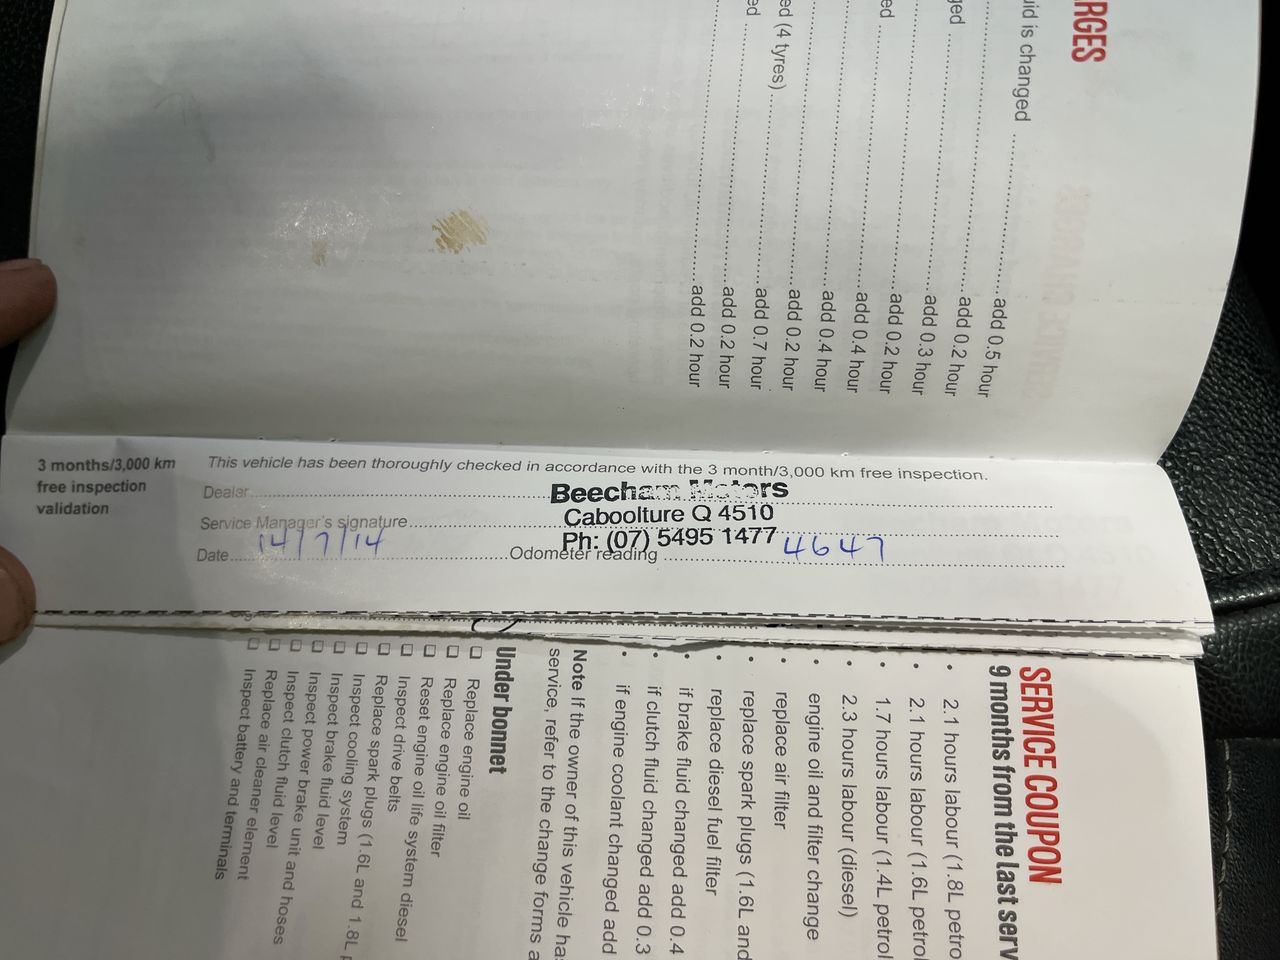 RGES
uid is changed ... add 0.5 hour
... add 0.2 hour
ged ... add 0.3 hour
... add 0.2 hour
ed ... add 0.4 hour
... add 0.4 hour
... add 0.2 hour
ed (4 tyres) ... add 0.7 hour
ed ... add 0.2 hour
... add 0.2 hour
3 months/3,000 km
free inspection
validation
This vehicle has been thoroughly checked in accordance with the 3 month/3,000 km free inspection.
Dealer
Beecham Motors
Caboolture Q 4510
Ph: (07) 5495 1477
Service Manager's signature
Date 14/7/14 Odometer reading 4647
SERVICE COUPON
9 months from the last serv
• 2.1 hours labour (1.8L petro
• 2.1 hours labour (1.6L petrol
• 1.7 hours labour (1.4L petrol
• 2.3 hours labour (diesel)
• engine oil and filter change
• replace air filter
• replace spark plugs (1.6L and
• replace diesel fuel filter
• if brake fluid changed add 0.4
• if clutch fluid changed add 0.3
• if engine coolant changed add
Note If the owner of this vehicle has
service, refer to the change forms a
Under bonnet
☐ Replace engine oil
☐ Replace engine oil filter
☐ Reset engine oil life system diesel
☐ Inspect drive belts
☐ Replace spark plugs (1.6L and 1.8L p
☐ Inspect cooling system
☐ Inspect brake fluid level
☐ Inspect power brake unit and hoses
☐ Inspect clutch fluid level
☐ Replace air cleaner element
☐ Inspect battery and terminals